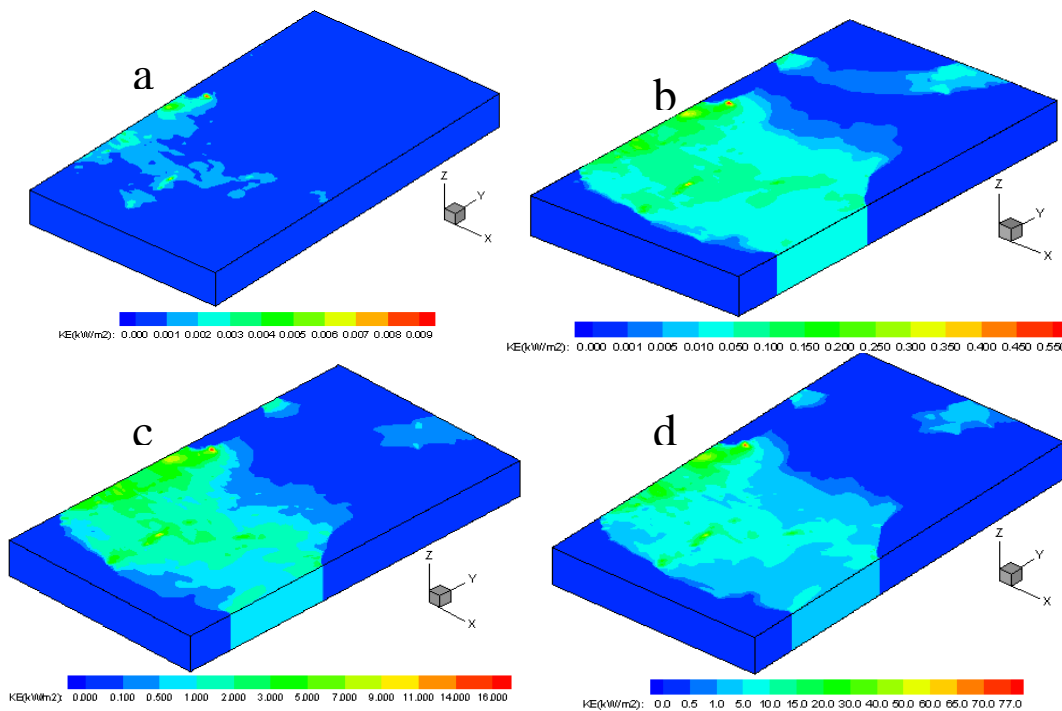 a
Z
Y
X
0.000 0.001 0.002 0.003 0.004 0.005 0.006 0.007 0.008 0.009
KE(kW/m2):
b
Z
Y
X
KE(kW/m2): 0.000 0.001 0.005 0.010 0.050 0.100 0.150 0.200 0.250 0.300 0.350 0.400 0.450 0.550
c
Z
Y
X
KE(kW/m2): 0.000 0.100 0.500 1.000 2.000 3.000 5.000 7.000 9.000 11.000 14.000 16.000
d
Z
Y
X
KE(kW/m2): 0.0 0.5 1.0 5.0 10.0 15.0 20.0 30.0 40.0 50.0 60.0 65.0 70.0 77.0